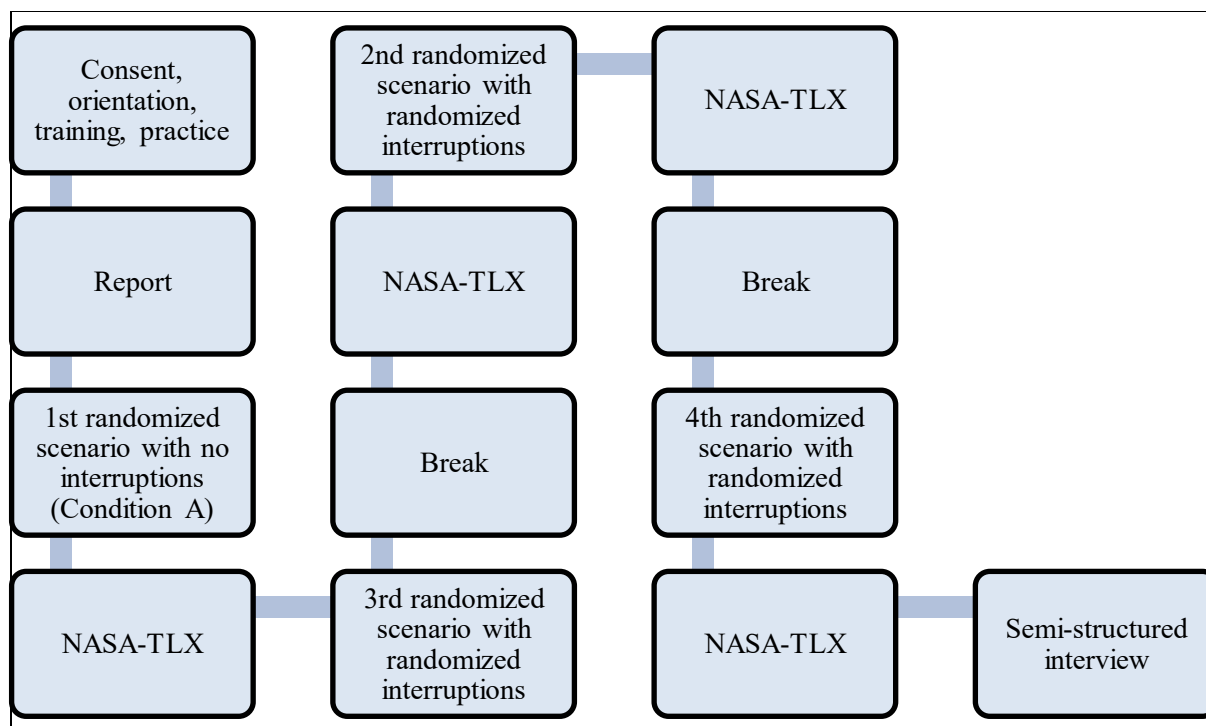 Consent,
orientation,
training, practice
Report
1st randomized
scenario with no
interruptions
(Condition A)
NASA-TLX
3rd randomized
scenario with
randomized
interruptions
Break
NASA-TLX
2nd randomized
scenario with
randomized
interruptions
NASA-TLX
Break
4th randomized
scenario with
randomized
interruptions
NASA-TLX
Semi-structured
interview